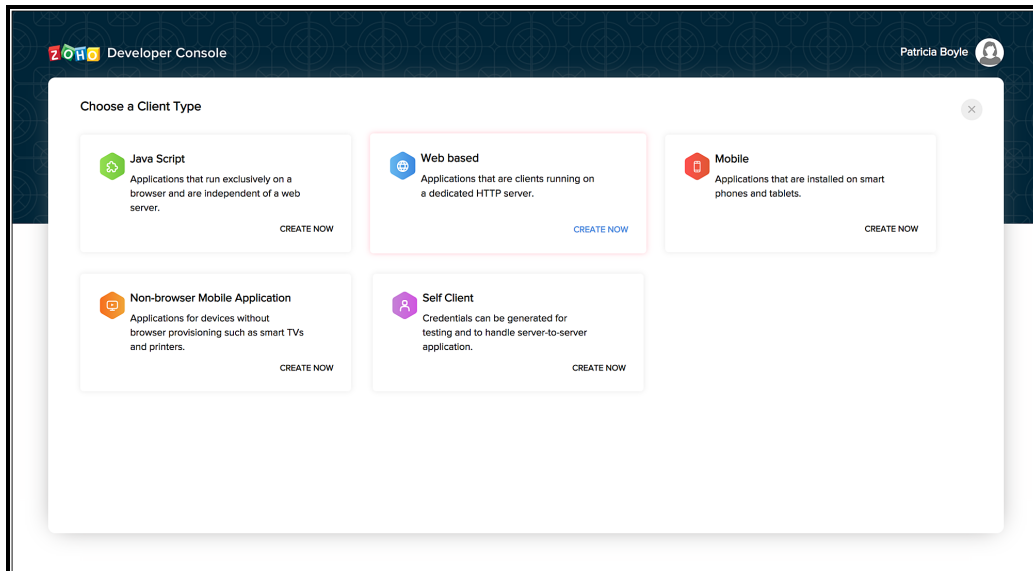 ZOHO Developer Console
Patricia Boyle
Choose a Client Type
Java Script
Applications that run exclusively on a
browser and are independent of a web
server.
CREATE NOW
Web based
Applications that are clients running on
a dedicated HTTP server.
CREATE NOW
Mobile
Applications that are installed on smart
phones and tablets.
CREATE NOW
Non-browser Mobile Application
Applications for devices without
browser provisioning such as smart TVs
and printers.
CREATE NOW
Self Client
Credentials can be generated for
testing and to handle server-to-server
application.
CREATE NOW